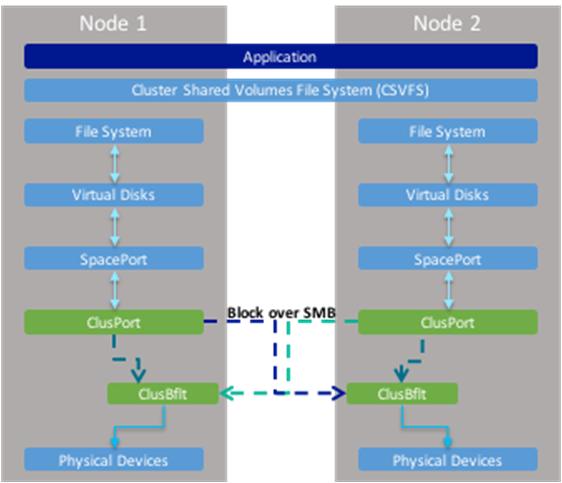 Node 1
Node 2
Application
Cluster Shared Volumes File System (CSVFS)
File System
File System
Virtual Disks
Virtual Disks
SpacePort
SpacePort
Block over SMB
ClusPort
ClusPort
ClusBflt
ClusBflt
Physical Devices
Physical Devices